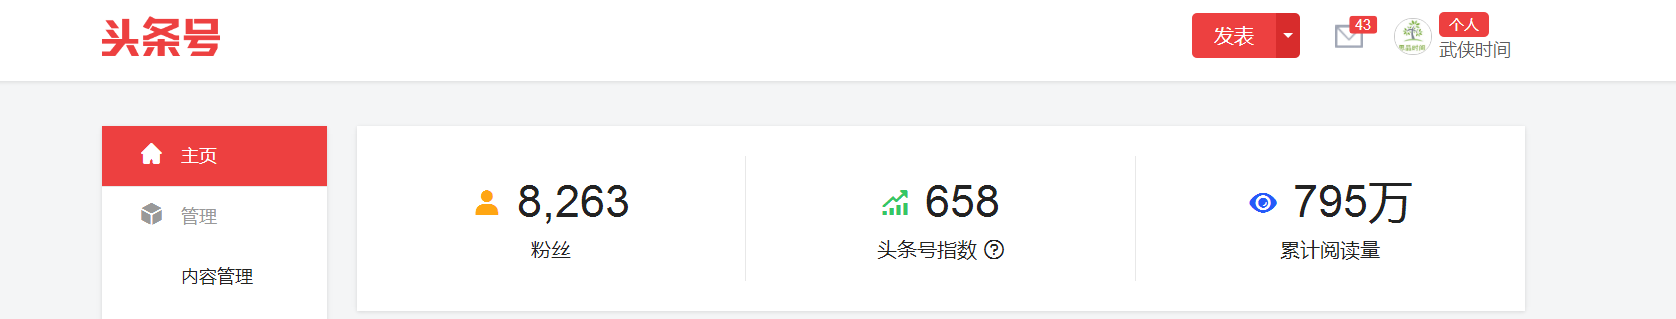 头条号
发表
43
个人
武侠时间
主页
管理
内容管理
8,263
粉丝
658
头条号指数 ?
795万
累计阅读量